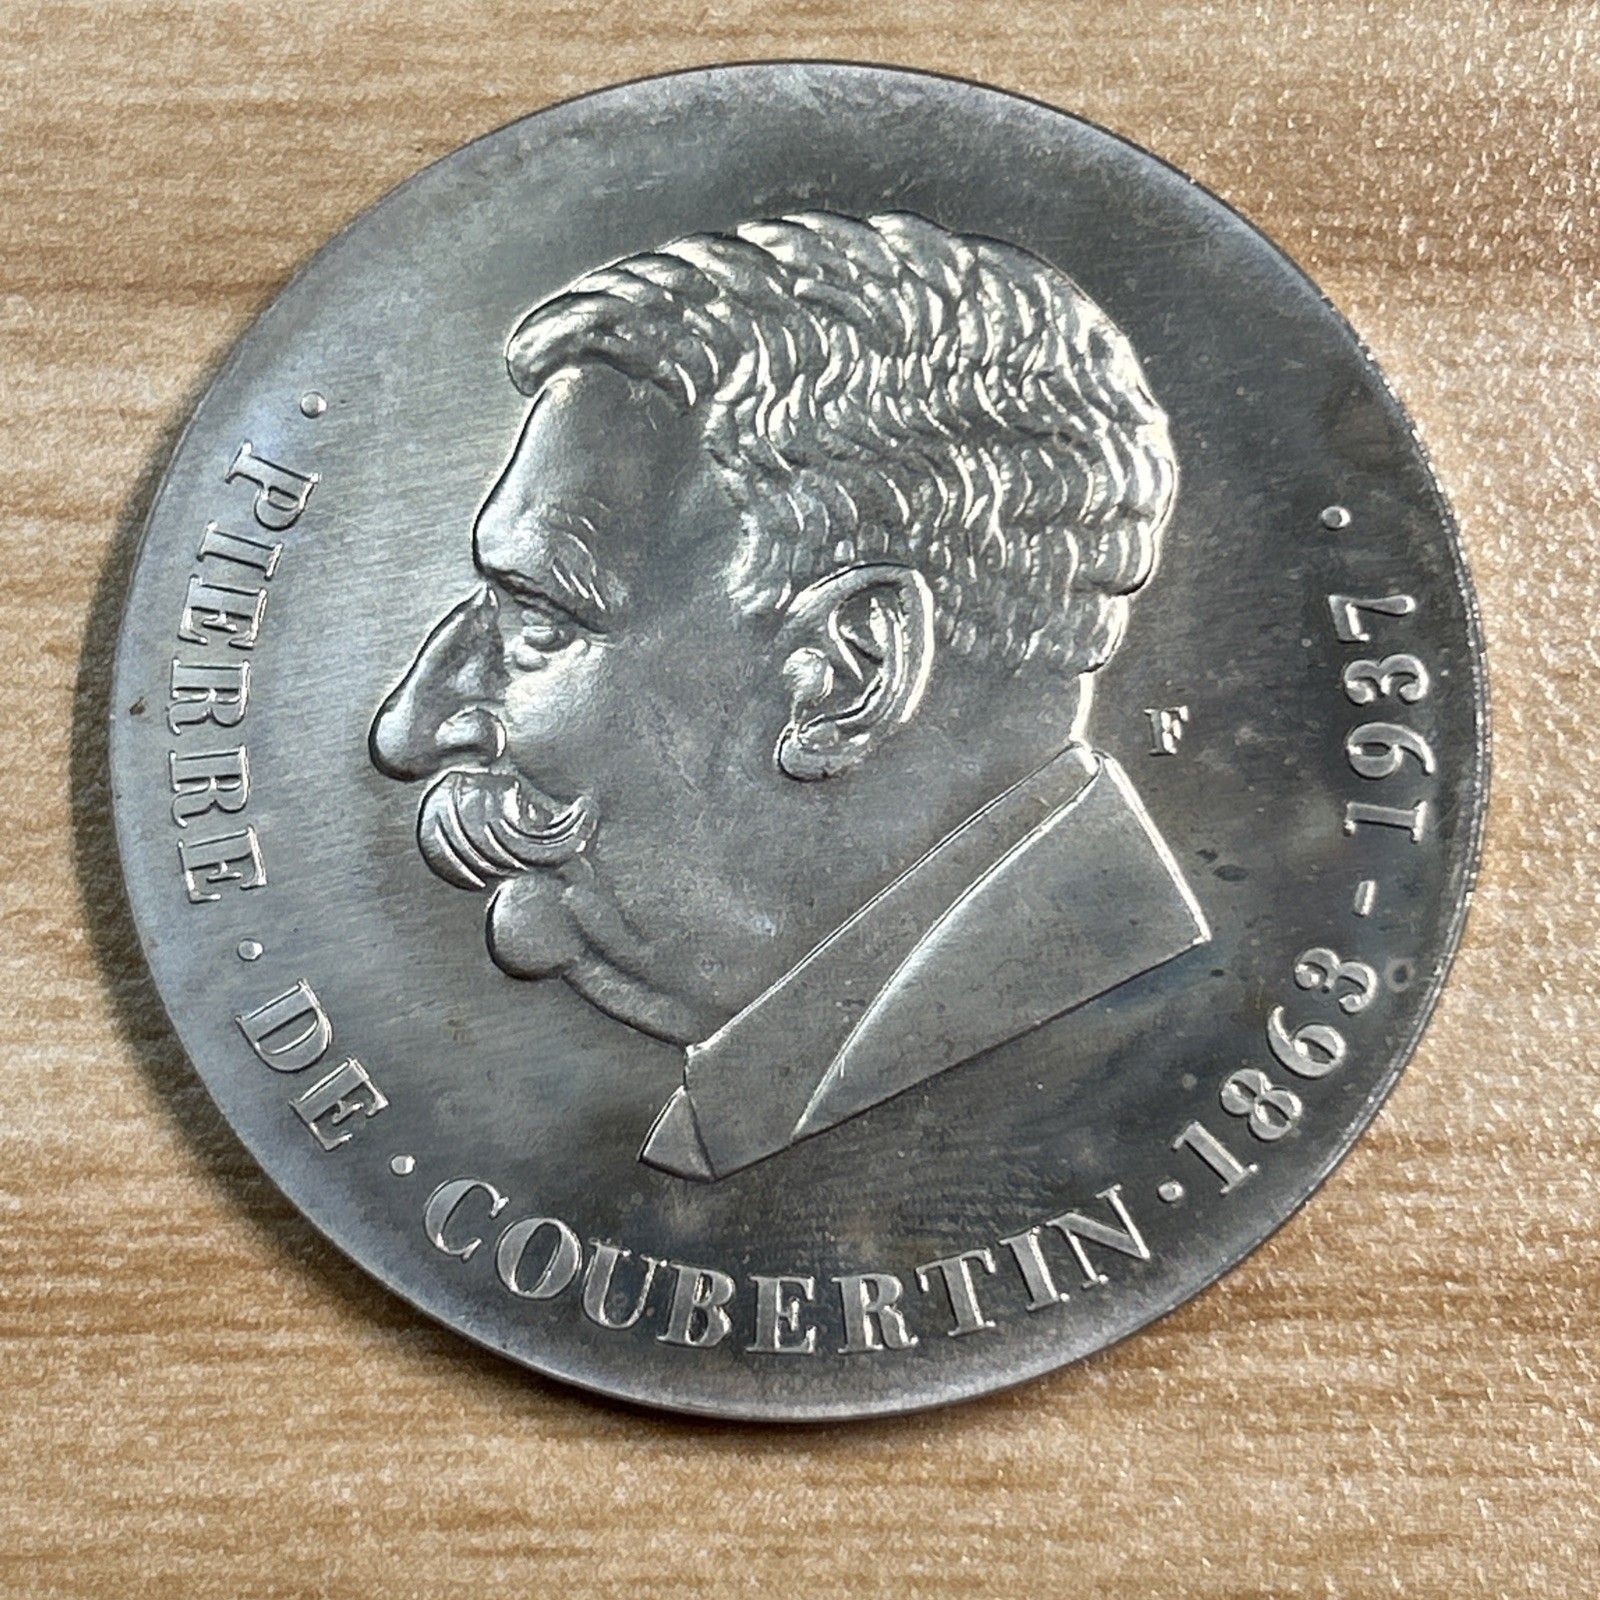 · PIERRE · DE · COUBERTIN · 1863 - 1937 ·
F